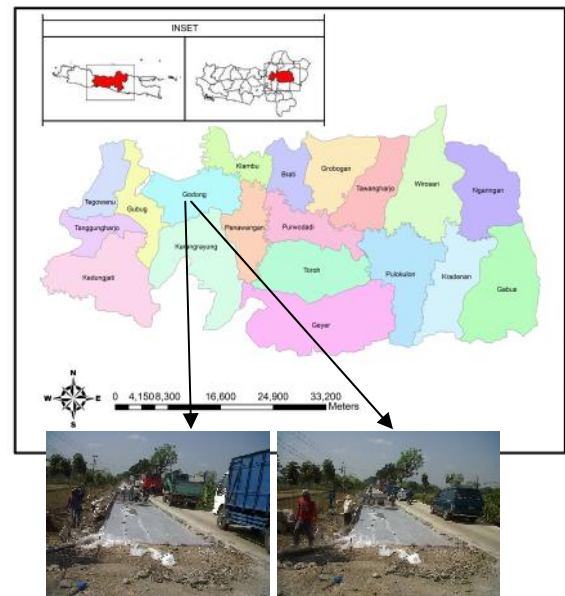 INSET
Klambu
Brati
Grobogan
Tawangharjo
Wirosari
Ngaringan
Tegowanu
Gubug
Godong
Tanggungharjo
Karangrayung
Penawangan
Purwodadi
Kedungjati
Toroh
Pulokulon
Kradenan
Gabus
Geyer
N
W
E
S
0 4,150 8,300 16,600 24,900 33,200
Meters